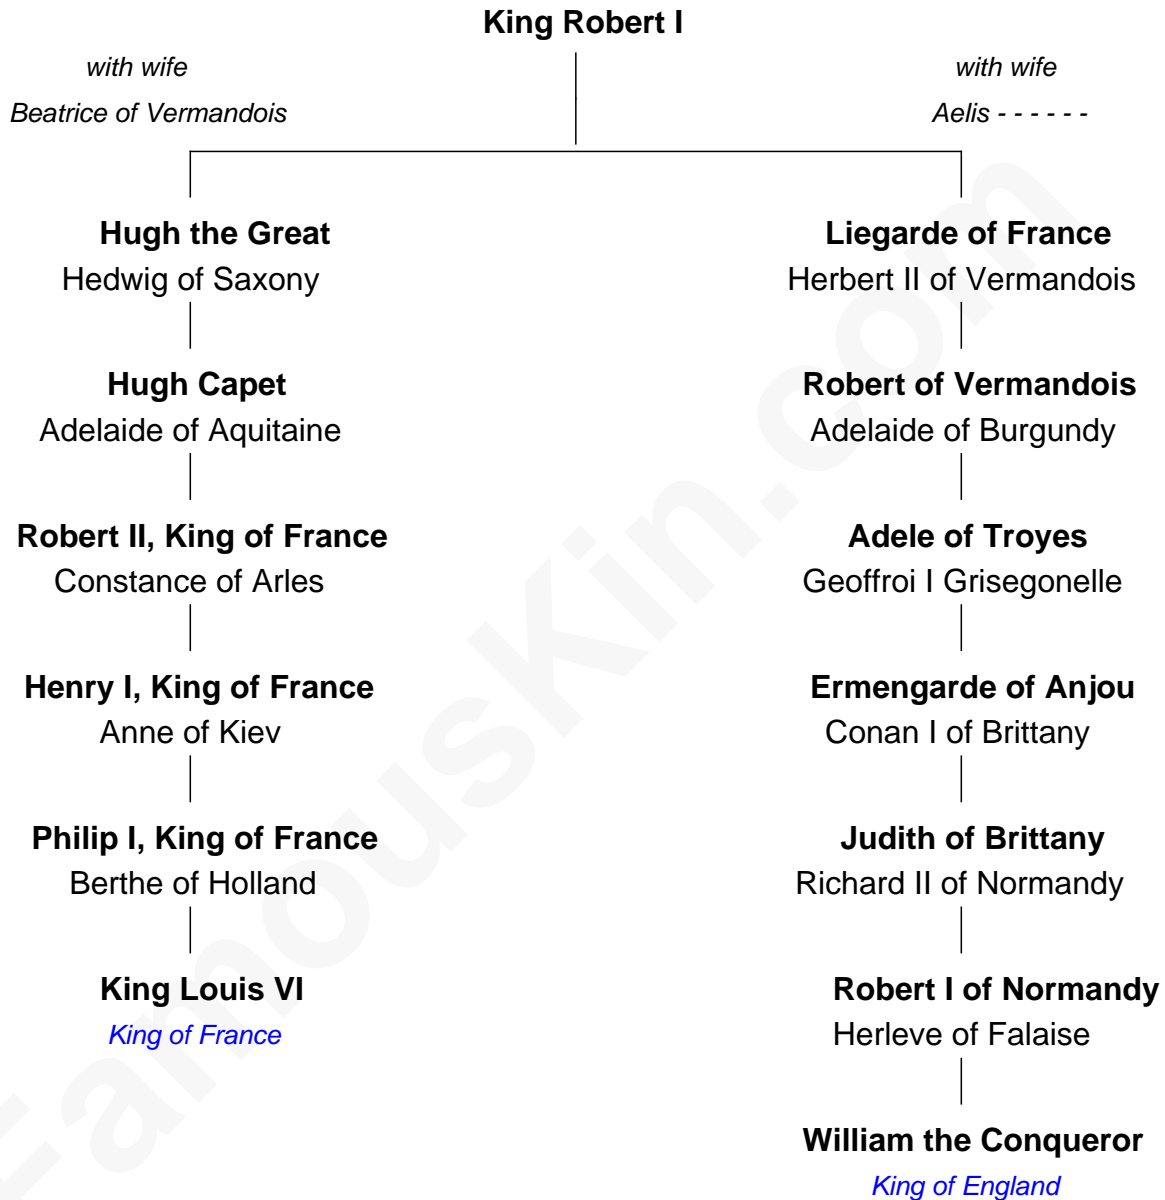 King Robert I
with wife
Beatrice of Vermandois
with wife
Aelis - - - - - -
Hugh the Great
Hedwig of Saxony
Hugh Capet
Adelaide of Aquitaine
Robert II, King of France
Constance of Arles
Henry I, King of France
Anne of Kiev
Philip I, King of France
Berthe of Holland
King Louis VI
King of France
Liegarde of France
Herbert II of Vermandois
Robert of Vermandois
Adelaide of Burgundy
Adele of Troyes
Geoffroi I Grisegonelle
Ermengarde of Anjou
Conan I of Brittany
Judith of Brittany
Richard II of Normandy
Robert I of Normandy
Herleve of Falaise
William the Conqueror
King of England
FamousKin.com